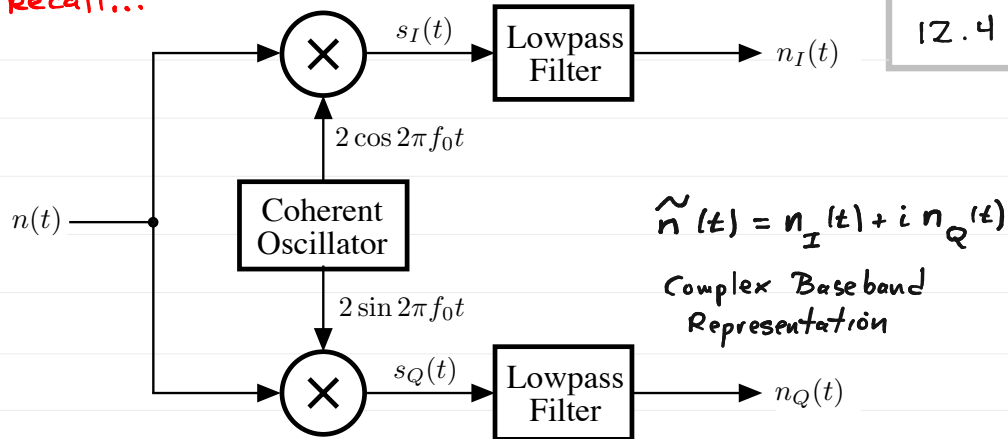 Recall...
12.4
s_I(t)
Lowpass
Filter
n_I(t)
2 cos 2πf_0t
n(t)
Coherent
Oscillator
ñ(t) = n_I(t) + i n_Q(t)
Complex Baseband
Representation
2 sin 2πf_0t
s_Q(t)
Lowpass
Filter
n_Q(t)